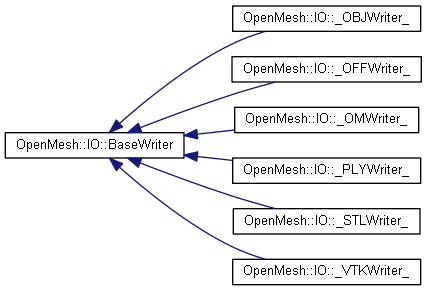 OpenMesh::IO::_OBJWriter_
OpenMesh::IO::_OFFWriter_
OpenMesh::IO::_OMWriter_
OpenMesh::IO::BaseWriter
OpenMesh::IO::_PLYWriter_
OpenMesh::IO::_STLWriter_
OpenMesh::IO::_VTKWriter_